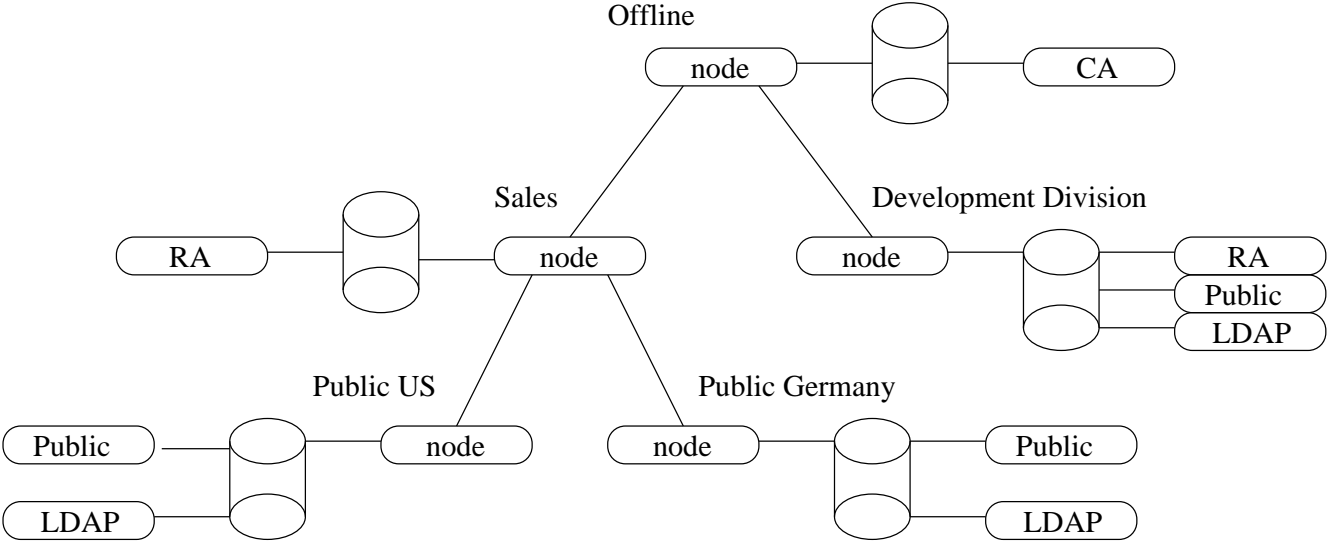 Offline
node
CA
Sales
Development Division
RA
node
node
RA
Public
LDAP
Public US
Public Germany
Public
node
node
Public
LDAP
LDAP